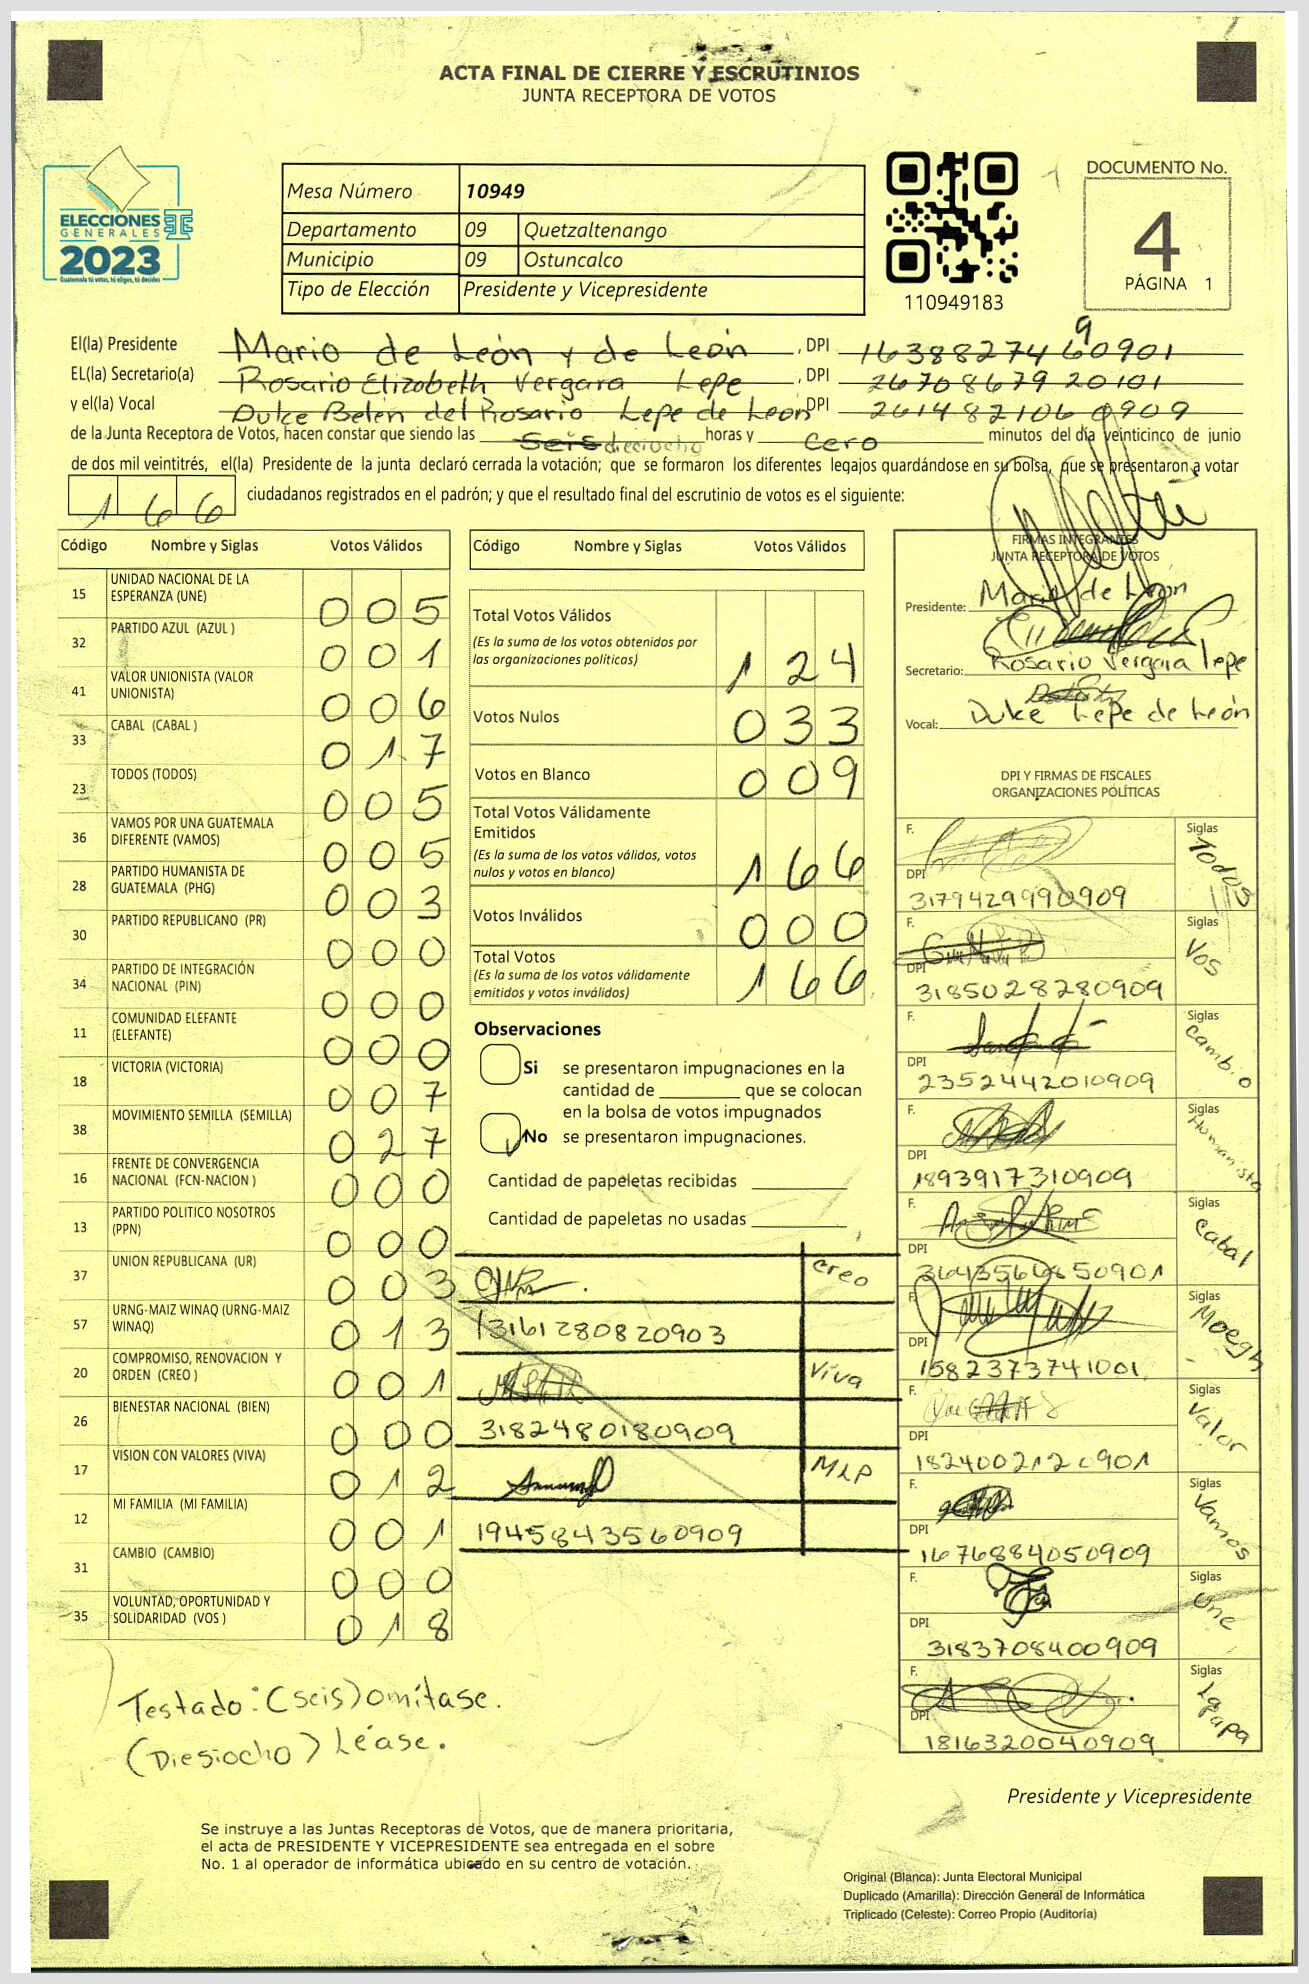 ACTA FINAL DE CIERRE Y ESCRUTINIOS
JUNTA RECEPTORA DE VOTOS
ELECCIONES
GENERALES
2023
Guatemala tú votas, tú eliges, tú decides
Mesa Número 10949
Departamento 09 Quetzaltenango
Municipio 09 Ostuncalco
Tipo de Elección Presidente y Vicepresidente
110949183
DOCUMENTO No.
4
PÁGINA 1
El(la) Presidente Mario de León y de León, DPI
EL(la) Secretario(a) Rosario Elizabeth Vergara Lepe, DPI 2670867920101
y el(la) Vocal Dulce Belén del Rosario Lepe de León DPI 2614821060909
de la Junta Receptora de Votos, hacen constar que siendo las Seis dieciocho horas y cero minutos del día veinticinco de junio
de dos mil veintitrés, el(la) Presidente de la junta declaró cerrada la votación; que se formaron los diferentes legajos guardándose en su bolsa, que se presentaron a votar
166 ciudadanos registrados en el padrón; y que el resultado final del escrutinio de votos es el siguiente:
Código Nombre y Siglas Votos Válidos
15 UNIDAD NACIONAL DE LA ESPERANZA (UNE) 005
32 PARTIDO AZUL (AZUL ) 001
41 VALOR UNIONISTA (VALOR UNIONISTA) 006
33 CABAL (CABAL ) 017
23 TODOS (TODOS) 005
36 VAMOS POR UNA GUATEMALA DIFERENTE (VAMOS) 005
28 PARTIDO HUMANISTA DE GUATEMALA (PHG) 003
30 PARTIDO REPUBLICANO (PR) 000
34 PARTIDO DE INTEGRACIÓN NACIONAL (PIN) 000
11 COMUNIDAD ELEFANTE (ELEFANTE) 000
18 VICTORIA (VICTORIA) 007
38 MOVIMIENTO SEMILLA (SEMILLA) 027
16 FRENTE DE CONVERGENCIA NACIONAL (FCN-NACION ) 000
13 PARTIDO POLITICO NOSOTROS (PPN) 000
37 UNION REPUBLICANA (UR) 003
57 URNG-MAIZ WINAQ (URNG-MAIZ WINAQ) 013
20 COMPROMISO, RENOVACION Y ORDEN (CREO ) 001
26 BIENESTAR NACIONAL (BIEN) 000
17 VISION CON VALORES (VIVA) 012
12 MI FAMILIA (MI FAMILIA) 001
31 CAMBIO (CAMBIO) 000
35 VOLUNTAD, OPORTUNIDAD Y SOLIDARIDAD (VOS ) 018
Testado: (seis) omítase.
(Diesiocho) Léase.
Código Nombre y Siglas Votos Válidos
Total Votos Válidos
(Es la suma de los votos obtenidos por
las organizaciones políticas) 124
Votos Nulos 033
Votos en Blanco 009
Total Votos Válidamente
Emitidos
(Es la suma de los votos válidos, votos
nulos y votos en blanco) 166
Votos Inválidos 000
Total Votos
(Es la suma de los votos válidamente
emitidos y votos inválidos) 166
Observaciones
Si se presentaron impugnaciones en la
cantidad de que se colocan
en la bolsa de votos impugnados
No se presentaron impugnaciones.
Cantidad de papeletas recibidas
Cantidad de papeletas no usadas
Creo
1316128082​0903
Viva
3182480180909
MLP
1945843560909
FIRMAS INTEGRANTES
JUNTA RECEPTORA DE VOTOS
Presidente: Mario de León
Secretario: Rosario Vergara Lepe
Vocal: Dulce Lepe de León
DPI Y FIRMAS DE FISCALES
ORGANIZACIONES POLÍTICAS
F. Siglas Todos
DPI 3179429990909
F. Siglas Vos
DPI 3185028280909
F. Siglas Cambio
DPI 2352442010909
F. Siglas Humanista
DPI 1893917310909
F. Siglas Cabal
DPI
F. Siglas
DPI 1582373741001
F. Siglas Valor
DPI 1824002120901
F. Siglas Vamos
DPI 1676884050909
F. Siglas Une
DPI 3183708400909
F. Siglas
DPI 1816320040909
Presidente y Vicepresidente
Se instruye a las Juntas Receptoras de Votos, que de manera prioritaria,
el acta de PRESIDENTE Y VICEPRESIDENTE sea entregada en el sobre
No. 1 al operador de informática ubicado en su centro de votación.
Original (Blanca): Junta Electoral Municipal
Duplicado (Amarilla): Dirección General de Informática
Triplicado (Celeste): Correo Propio (Auditoría)